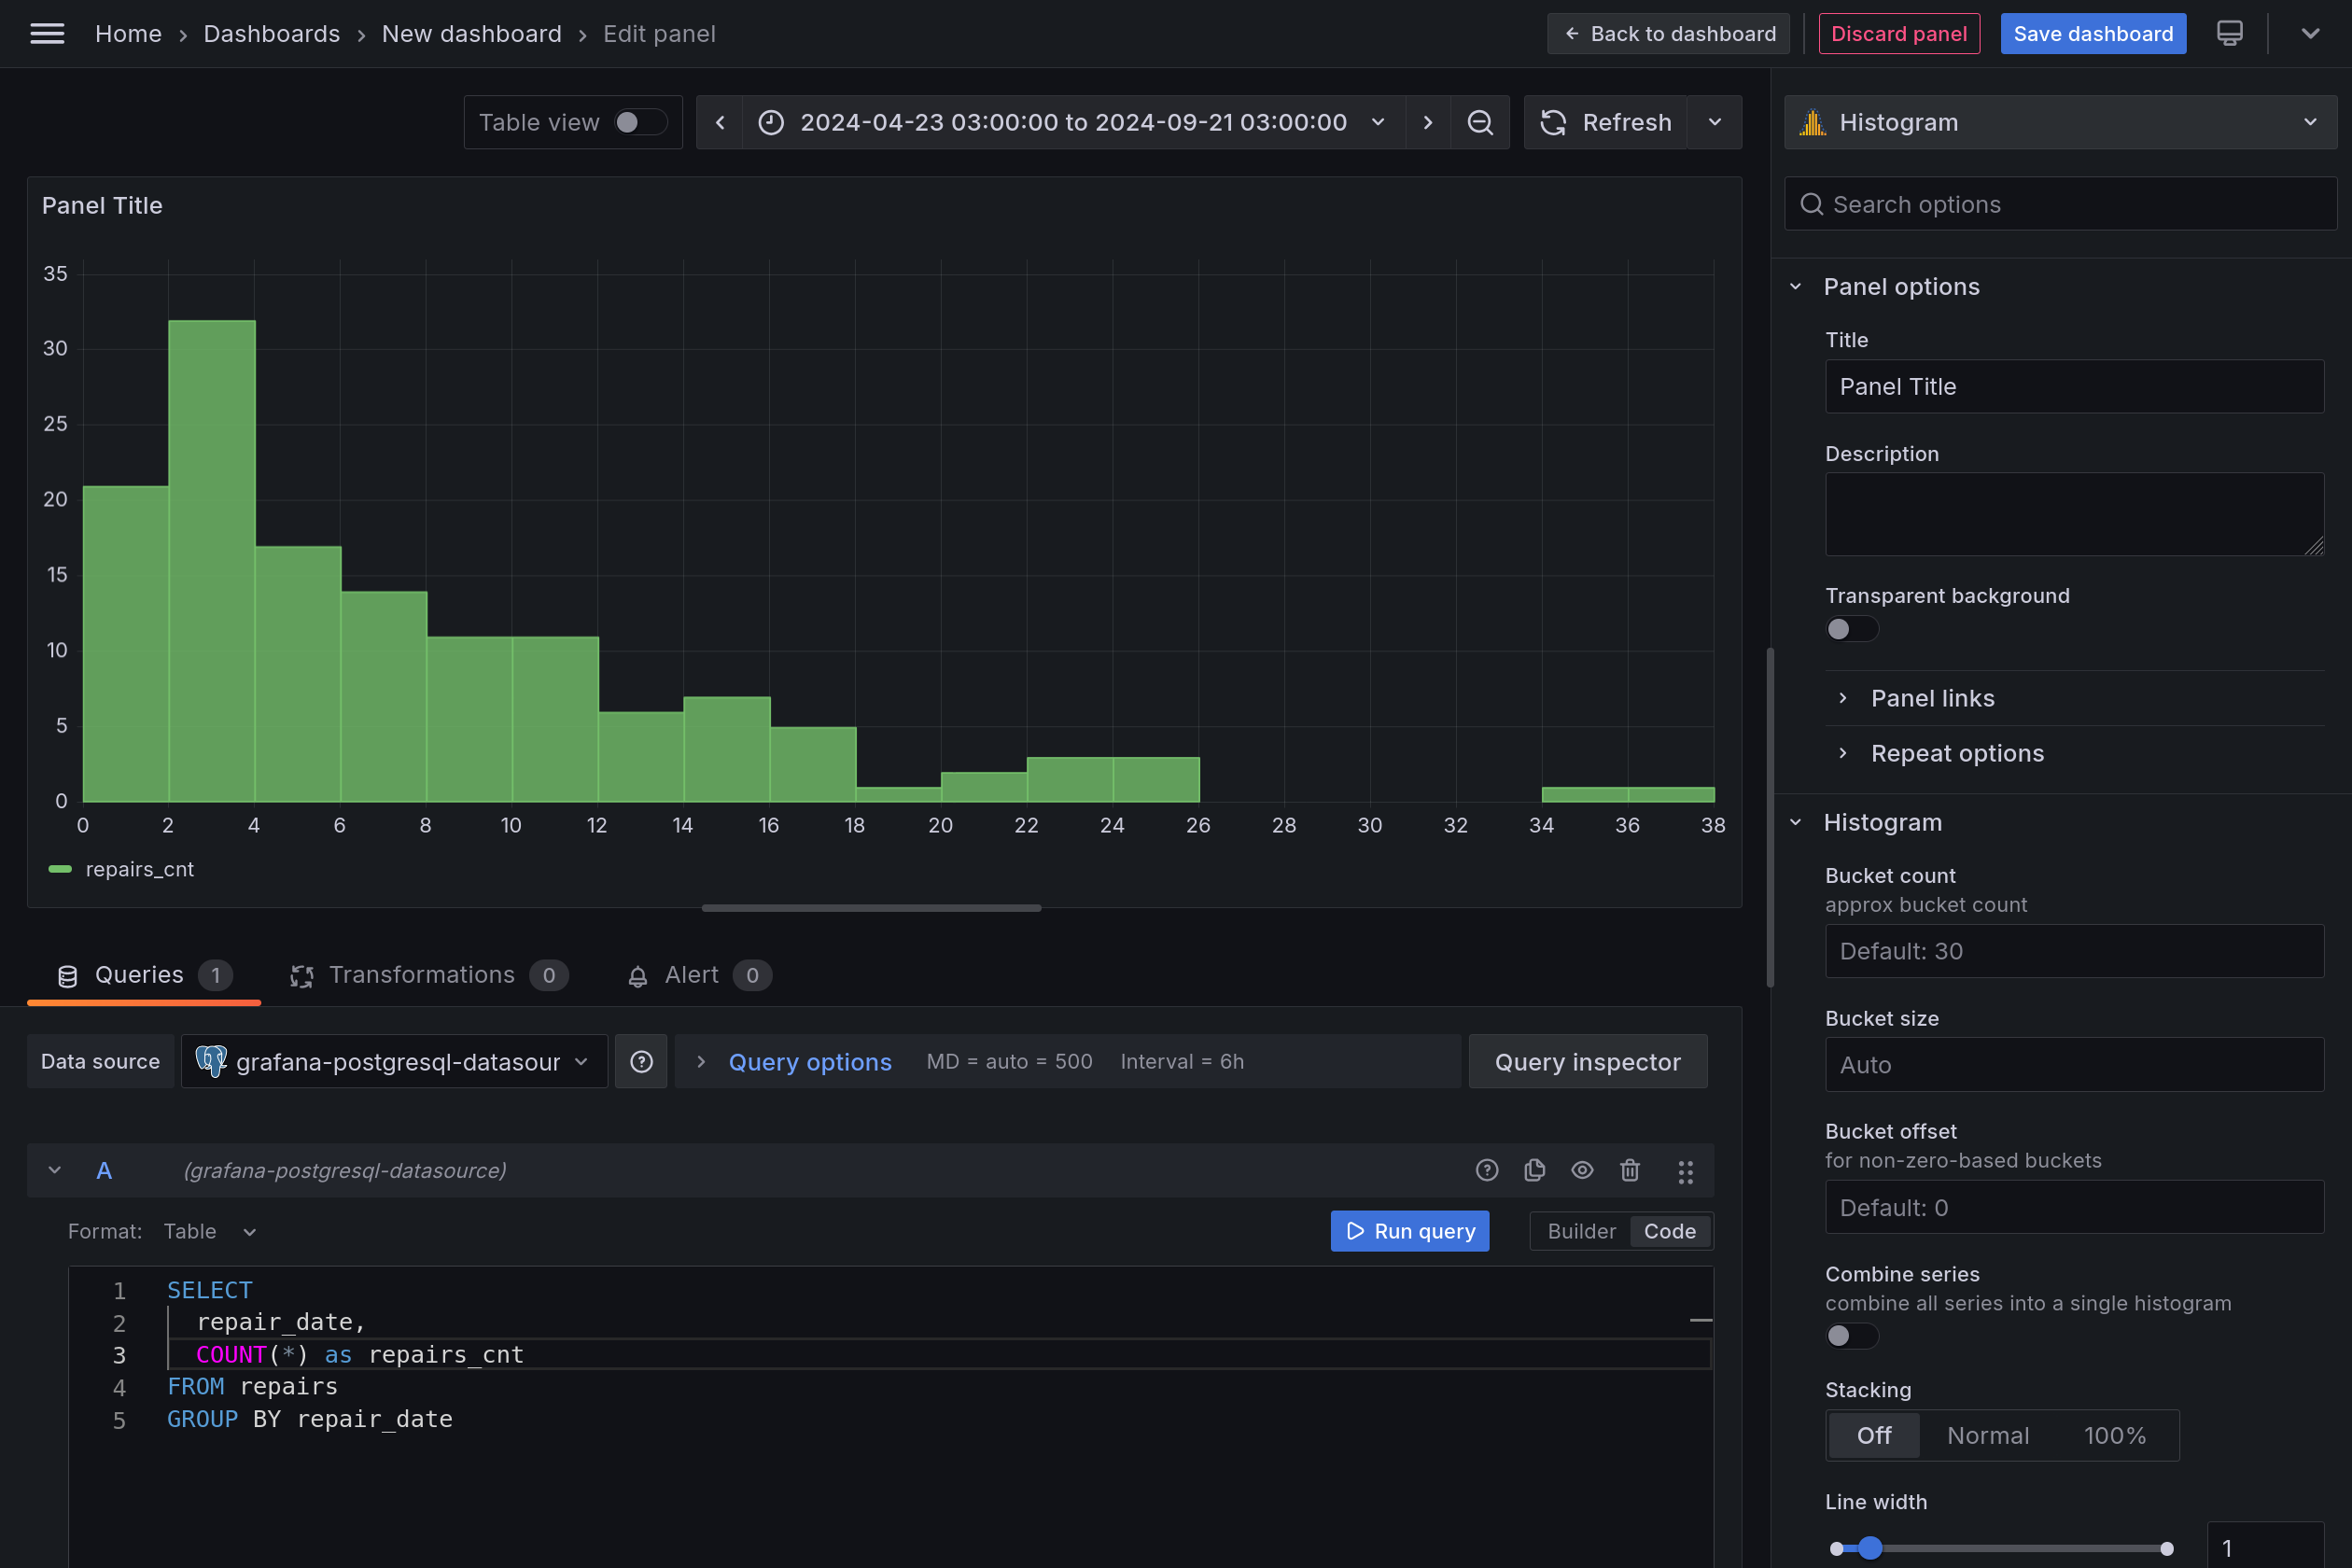 Home › Dashboards › New dashboard › Edit panel
Back to dashboard
Discard panel
Save dashboard
Table view
2024-04-23 03:00:00 to 2024-09-21 03:00:00
Refresh
Panel Title
35
30
25
20
15
10
5
0
0 2 4 6 8 10 12 14 16 18 20 22 24 26 28 30 32 34 36 38
repairs_cnt
Queries 1
Transformations 0
Alert 0
Data source
grafana-postgresql-datasour
Query options
MD = auto = 500
Interval = 6h
Query inspector
A
(grafana-postgresql-datasource)
Format: Table
Run query
Builder
Code
1 SELECT
2 repair_date,
3 COUNT(*) as repairs_cnt
4 FROM repairs
5 GROUP BY repair_date
Histogram
Search options
Panel options
Title
Panel Title
Description
Transparent background
Panel links
Repeat options
Histogram
Bucket count
approx bucket count
Default: 30
Bucket size
Auto
Bucket offset
for non-zero-based buckets
Default: 0
Combine series
combine all series into a single histogram
Stacking
Off Normal 100%
Line width
1